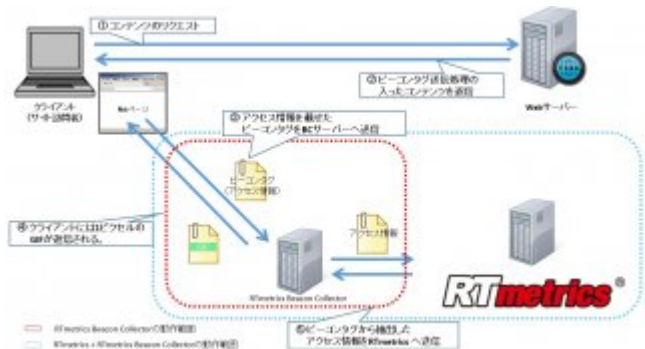 ①コンテンツのリクエスト
②ビーコンタグ送信処理の
入ったコンテンツを返信
クライアント
(サイト訪問者)
Webページ
Webサーバー
③アクセス情報を載せた
ビーコンタグをBCサーバーへ送信
ビーコンタグ
(アクセス情報)
④クライアントには1ピクセルの
GIFが返信される。
GIF
アクセス情報
RTmetrics Beacon Collector
RTmetrics®
⑤ビーコンタグから抽出した
アクセス情報をRTmetrics へ送信
RTmetrics Beacon Collectorの動作範囲
RTmetrics + RTmetrics Beacon Collectorの動作範囲